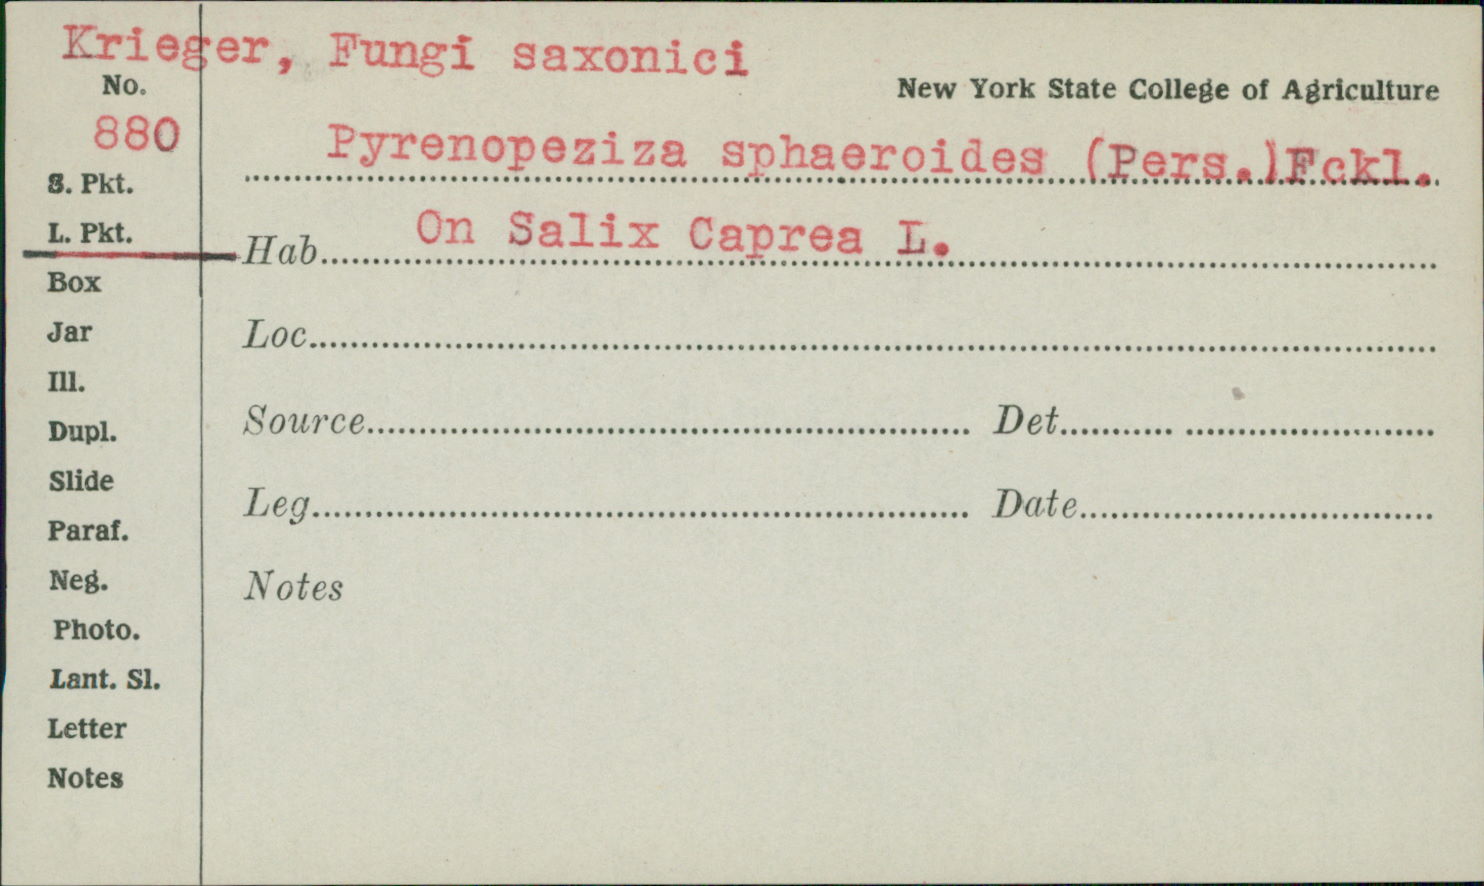 Krieger, Fungi saxonici
No.
New York State College of Agriculture
880
Pyrenopeziza sphaeroides (Pers.)Fckl.
S. Pkt.
L. Pkt.
Hab. On Salix Caprea L.
Box
Jar
Loc.
Ill.
Dupl.
Source Det.
Slide
Leg. Date
Paraf.
Neg.
Notes
Photo.
Lant. Sl.
Letter
Notes